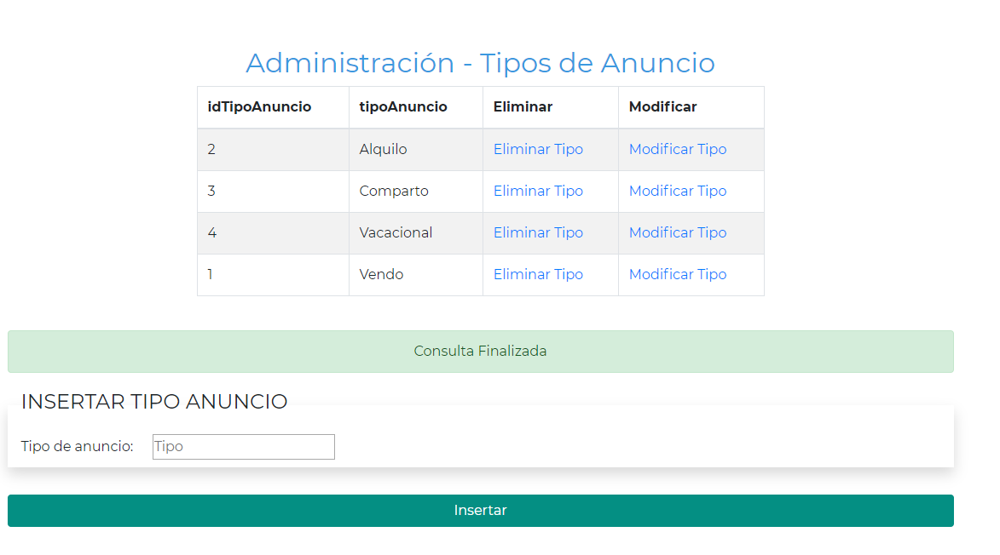 Administración - Tipos de Anuncio
idTipoAnuncio tipoAnuncio Eliminar Modificar
2 Alquilo Eliminar Tipo Modificar Tipo
3 Comparto Eliminar Tipo Modificar Tipo
4 Vacacional Eliminar Tipo Modificar Tipo
1 Vendo Eliminar Tipo Modificar Tipo
Consulta Finalizada
INSERTAR TIPO ANUNCIO
Tipo de anuncio: Tipo
Insertar